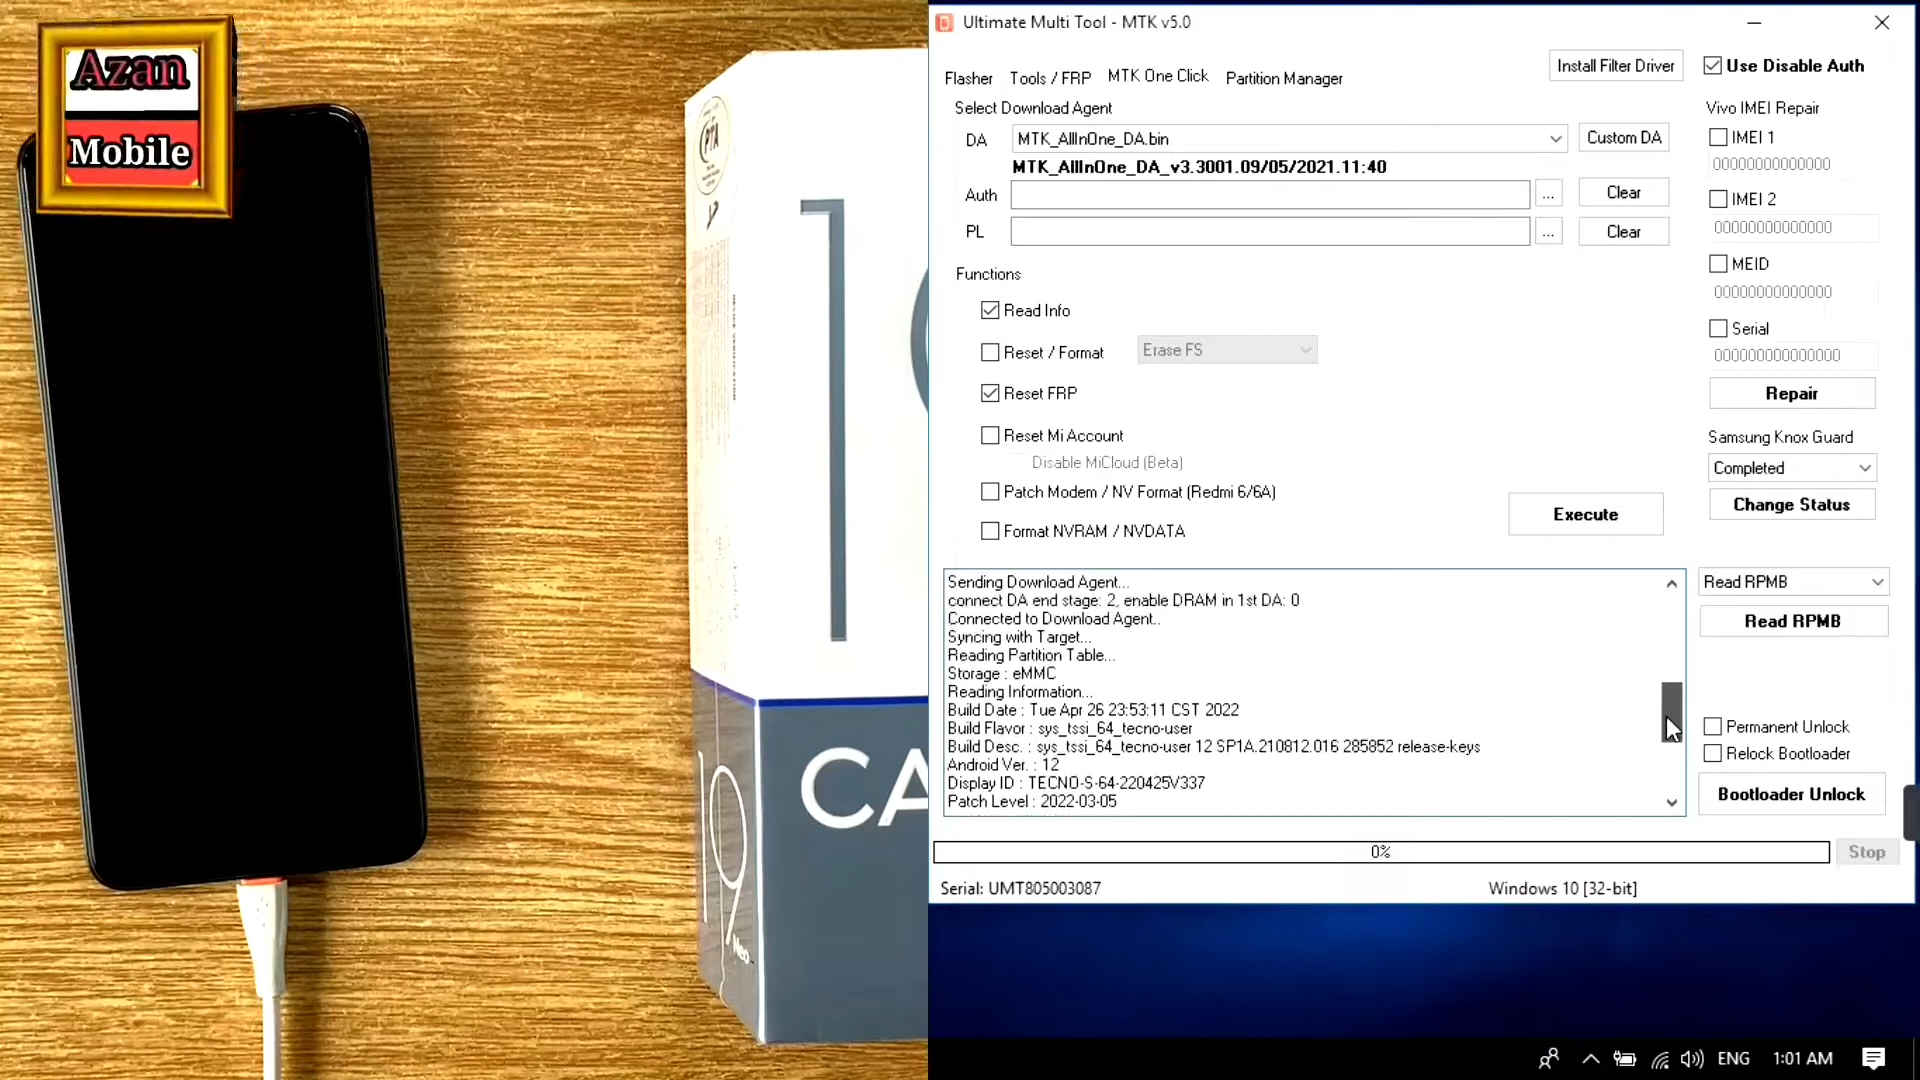 Azan
Mobile
PTA
DEVICE VERIFICATION
19
CA
19 Neo
Ultimate Multi Tool - MTK v5.0
Flasher Tools / FRP MTK One Click Partition Manager
Install Filter Driver
Use Disable Auth
Select Download Agent
DA MTK_AllInOne_DA.bin Custom DA
MTK_AllInOne_DA_v3.3001.09/05/2021.11:40
Auth ... Clear
PL ... Clear
Functions
Read Info
Reset / Format Erase FS
Reset FRP
Reset Mi Account
Disable MiCloud (Beta)
Patch Modem / NV Format (Redmi 6/6A)
Format NVRAM / NVDATA
Execute
Vivo IMEI Repair
IMEI 1
00000000000000
IMEI 2
00000000000000
MEID
00000000000000
Serial
000000000000000
Repair
Samsung Knox Guard
Completed
Change Status
Sending Download Agent...
connect DA end stage: 2, enable DRAM in 1st DA: 0
Connected to Download Agent..
Syncing with Target...
Reading Partition Table...
Storage : eMMC
Reading Information...
Build Date : Tue Apr 26 23:53:11 CST 2022
Build Flavor : sys_tssi_64_tecno-user
Build Desc. : sys_tssi_64_tecno-user 12 SP1A.210812.016 285852 release-keys
Android Ver. : 12
Display ID : TECNO-S-64-220425V337
Patch Level : 2022-03-05
Read RPMB
Read RPMB
Permanent Unlock
Relock Bootloader
Bootloader Unlock
0%
Stop
Serial: UMT805003087
Windows 10 [32-bit]
ENG 1:01 AM